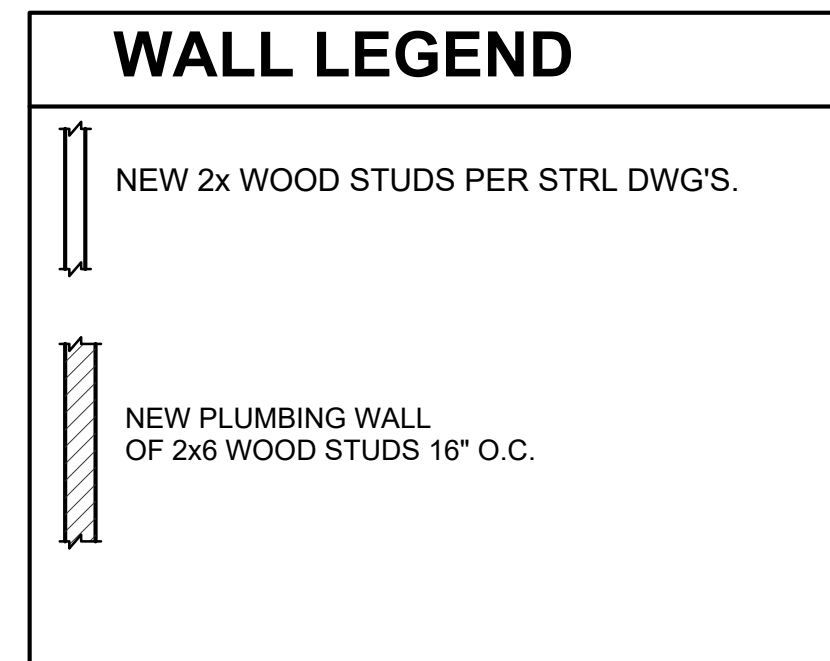 WALL LEGEND
NEW 2x WOOD STUDS PER STRL DWG'S.
NEW PLUMBING WALL
OF 2x6 WOOD STUDS 16" O.C.